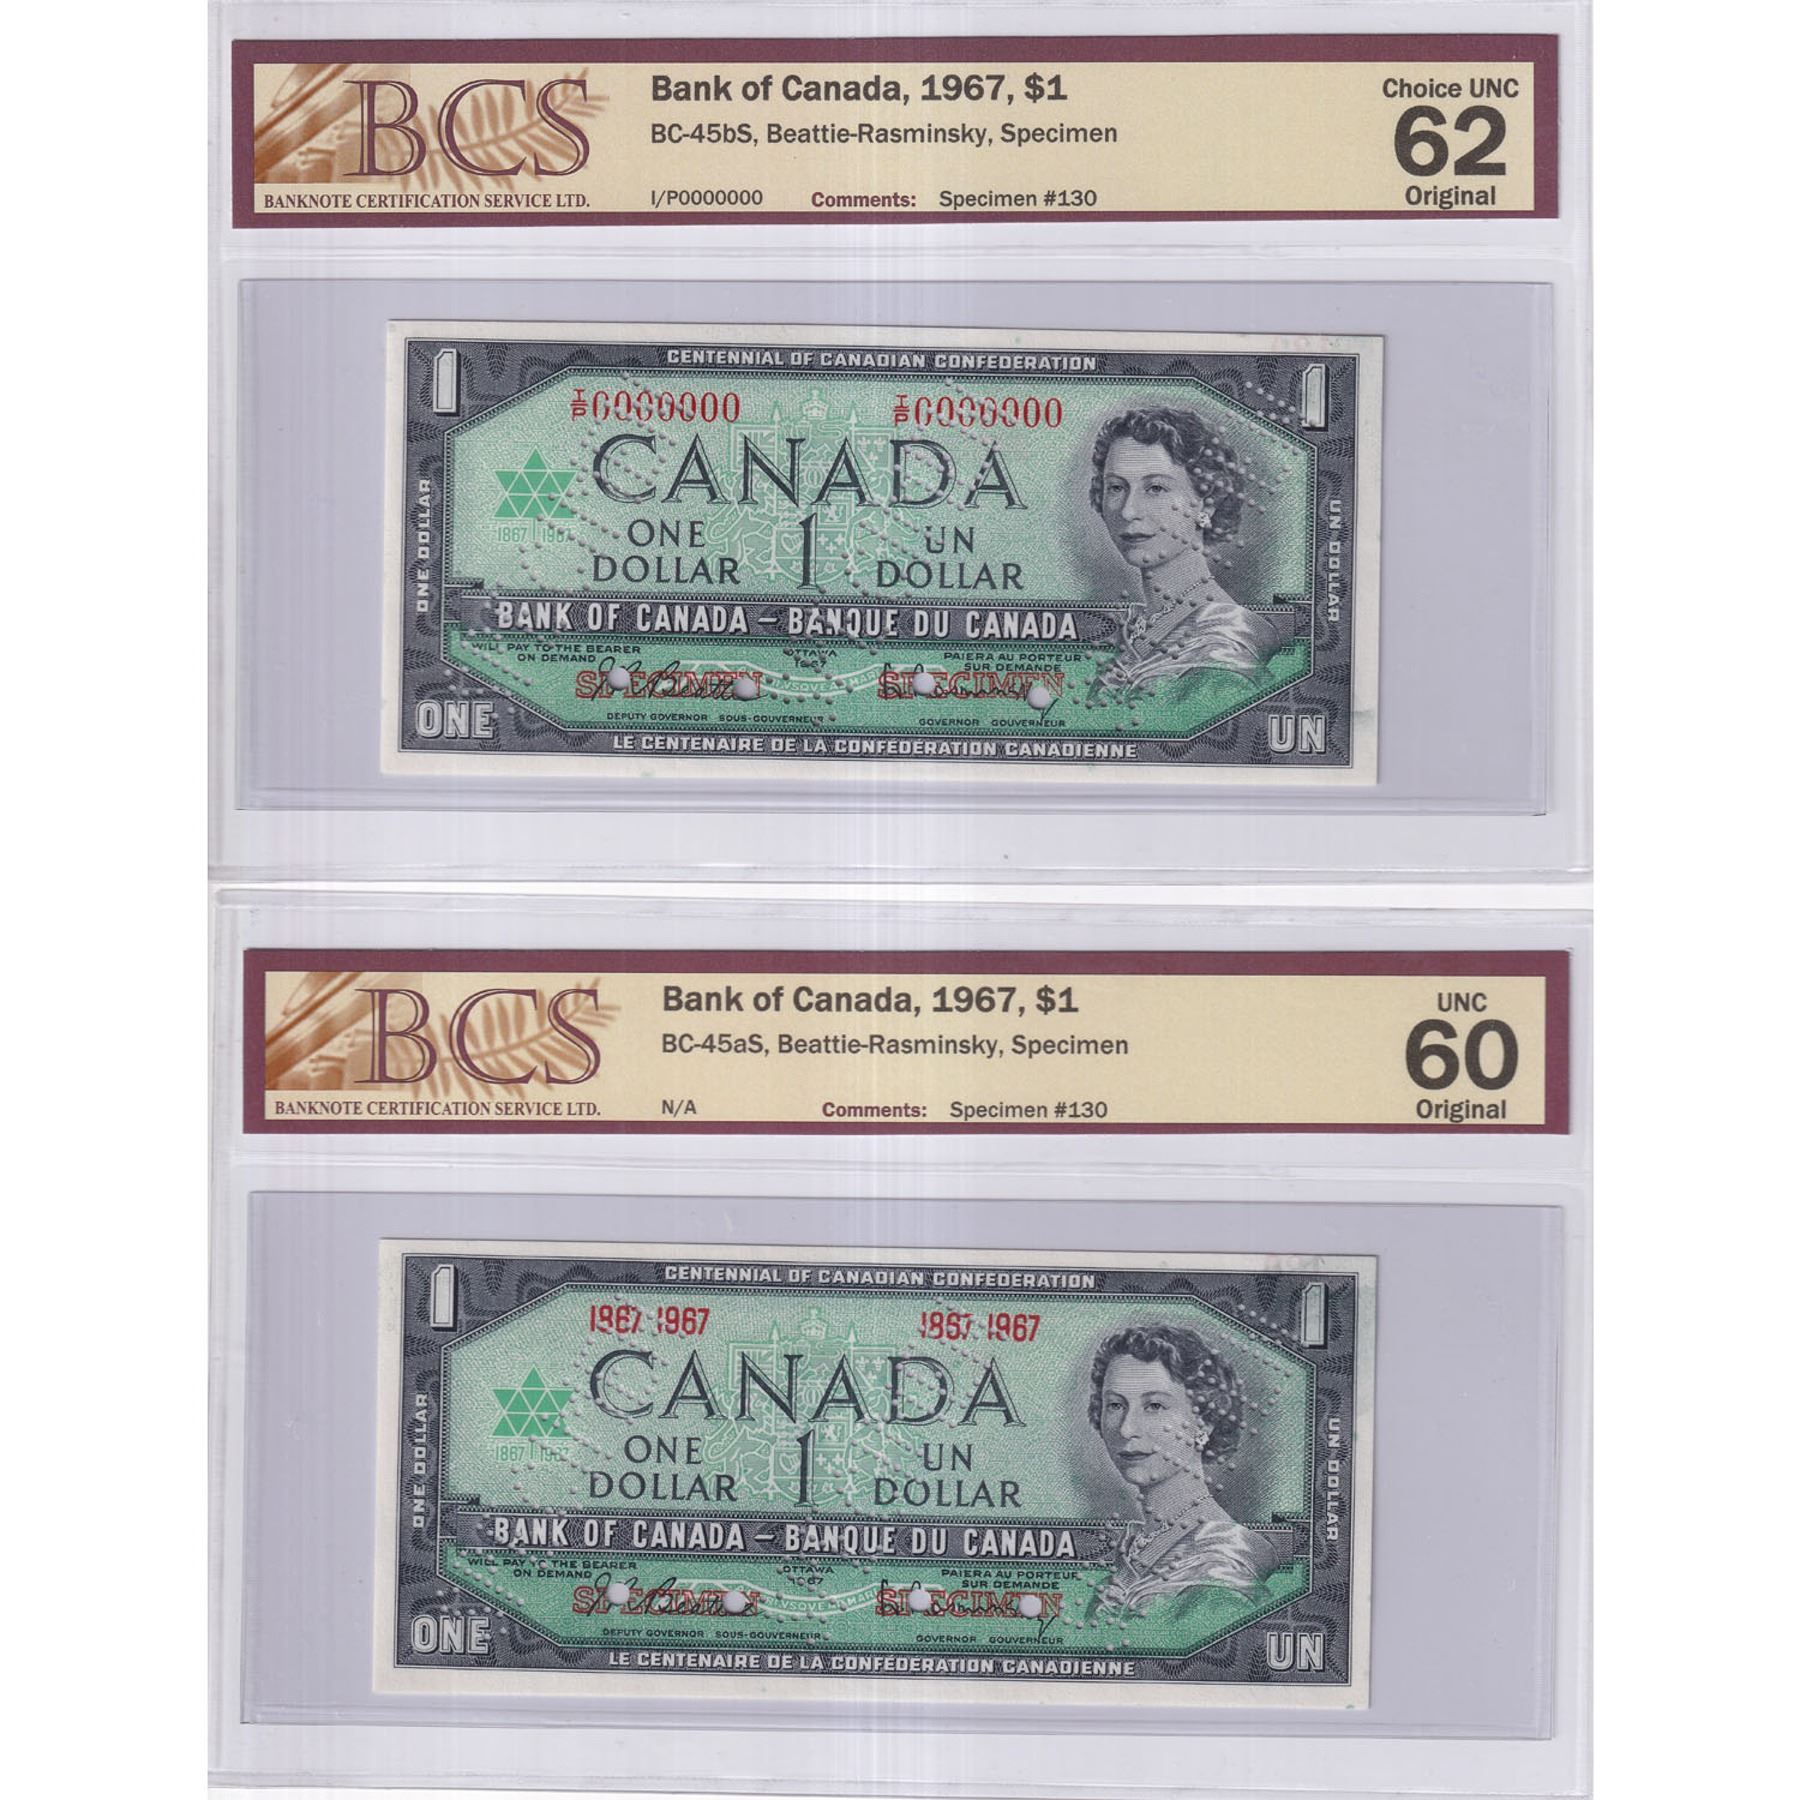 BCS
BANKNOTE CERTIFICATION SERVICE LTD.
Bank of Canada, 1967, $1
BC-45bS, Beattie-Rasminsky, Specimen
I/P0000000 Comments: Specimen #130
Choice UNC
62
Original
CENTENNIAL OF CANADIAN CONFEDERATION
1 1
I/P 0000000 I/P 0000000
CANADA
1867 1967
ONE DOLLAR
ONE 1 UN
DOLLAR DOLLAR
UN DOLLAR
BANK OF CANADA – BANQUE DU CANADA
WILL PAY TO THE BEARER OTTAWA PAIERA AU PORTEUR
ON DEMAND 1967 SUR DEMANDE
SPECIMEN SPECIMEN
DEPUTY GOVERNOR SOUS-GOUVERNEUR GOVERNOR GOUVERNEUR
ONE UN
LE CENTENAIRE DE LA CONFÉDÉRATION CANADIENNE
BCS
BANKNOTE CERTIFICATION SERVICE LTD.
Bank of Canada, 1967, $1
BC-45aS, Beattie-Rasminsky, Specimen
N/A Comments: Specimen #130
UNC
60
Original
CENTENNIAL OF CANADIAN CONFEDERATION
1 1
1867 1967 1867 1967
CANADA
1867 1967
ONE DOLLAR
ONE 1 UN
DOLLAR DOLLAR
UN DOLLAR
BANK OF CANADA – BANQUE DU CANADA
WILL PAY TO THE BEARER OTTAWA PAIERA AU PORTEUR
ON DEMAND 1967 SUR DEMANDE
SPECIMEN SPECIMEN
DEPUTY GOVERNOR SOUS-GOUVERNEUR GOVERNOR GOUVERNEUR
ONE UN
LE CENTENAIRE DE LA CONFÉDÉRATION CANADIENNE